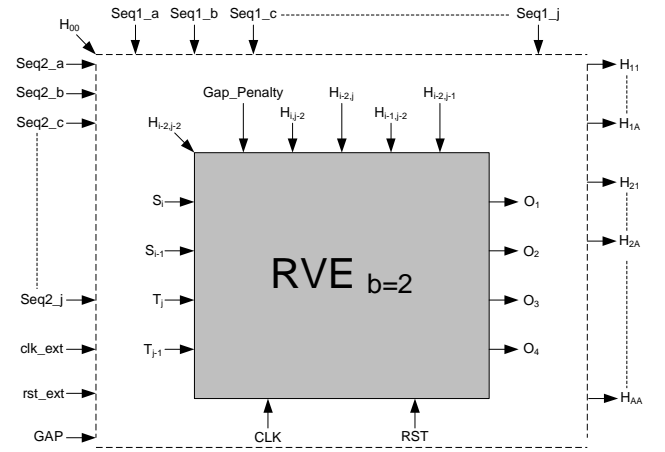 H00 Seq1_a Seq1_b Seq1_c Seq1_j
Seq2_a
Seq2_b
Seq2_c
Seq2_j
clk_ext
rst_ext
GAP
Gap_Penalty
Hi-2,j-2
Hi,j-2
Hi-2,j
Hi-1,j-2
Hi-2,j-1
Si
Si-1
Tj
Tj-1
RVE b=2
O1
O2
O3
O4
CLK
RST
H11
H1A
H21
H2A
HAA